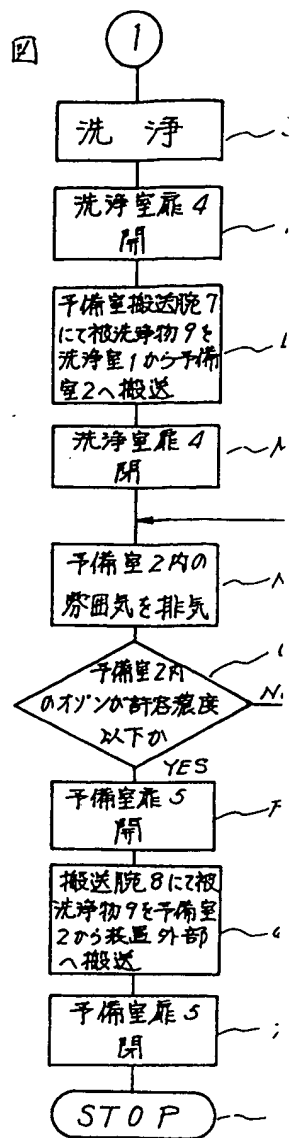 図
1
洗 浄
洗浄室扉4
開
予備室搬送腕7
にて被洗浄物9を
洗浄室1から予備
室2へ搬送
洗浄室扉4
閉
予備室2内の
雰囲気を排気
予備室2内
のオゾンが許容濃度
以下か
YES
予備室扉5
開
搬送腕8にて被
洗浄物9を予備室
2から装置外部
へ搬送
予備室扉5
閉
STOP